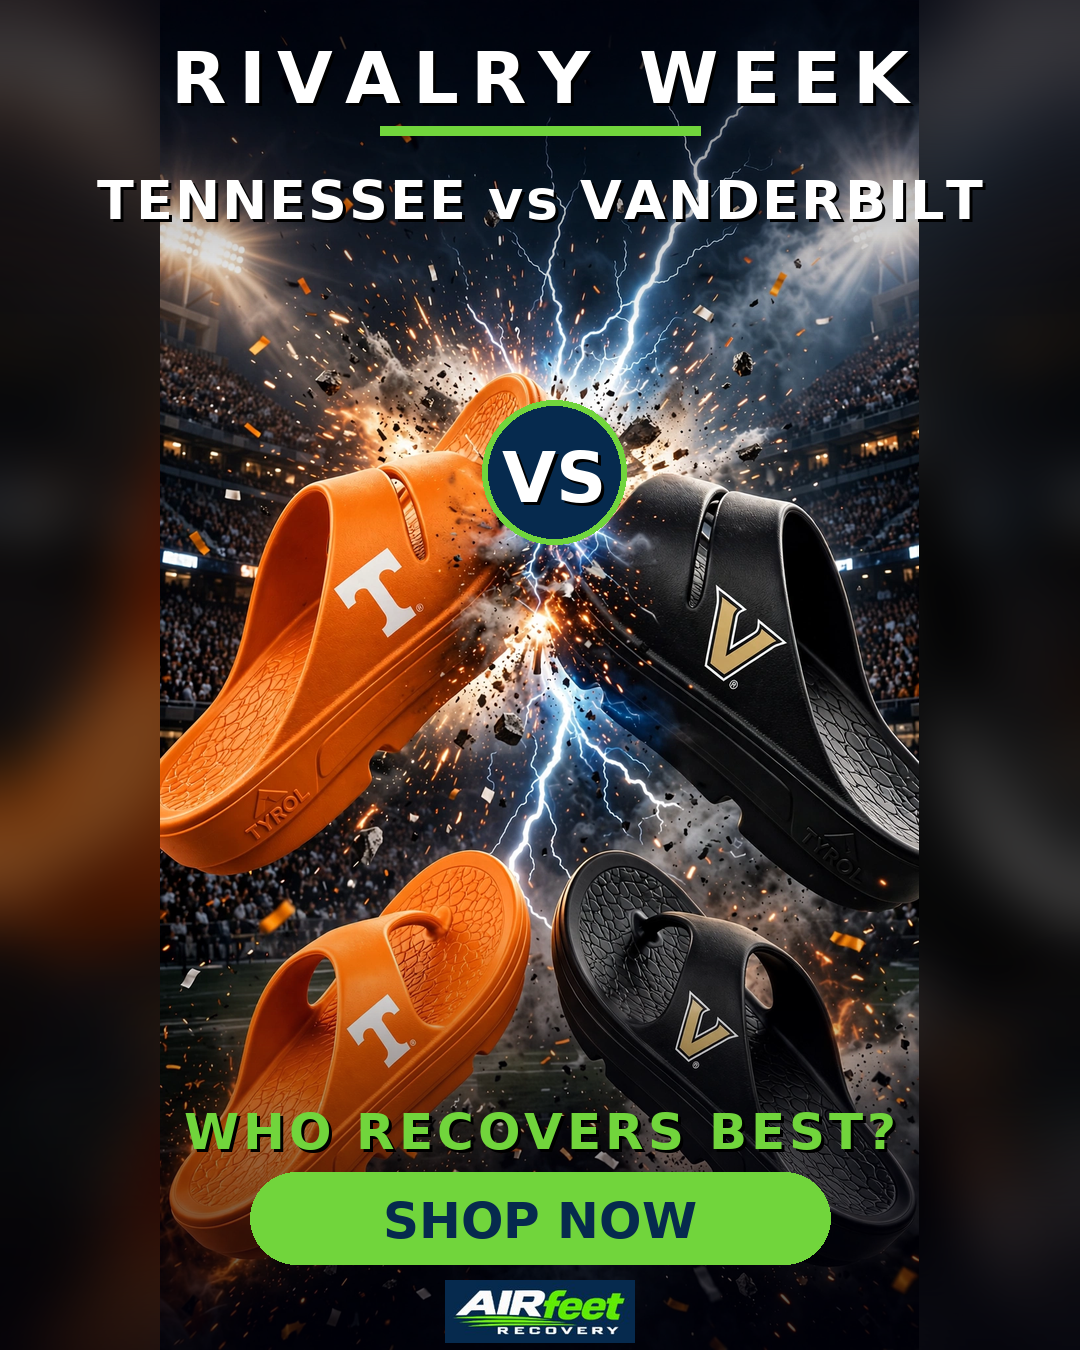 RIVALRY WEEK
TENNESSEE vs VANDERBILT
VS
T®
V®
TYROL
TYROL
T®
V®
WHO RECOVERS BEST?
SHOP NOW
AIRfeet
RECOVERY